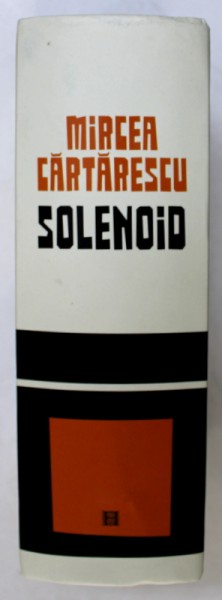 MIRCEA
CĂRTĂRESCU
SOLENOID
H